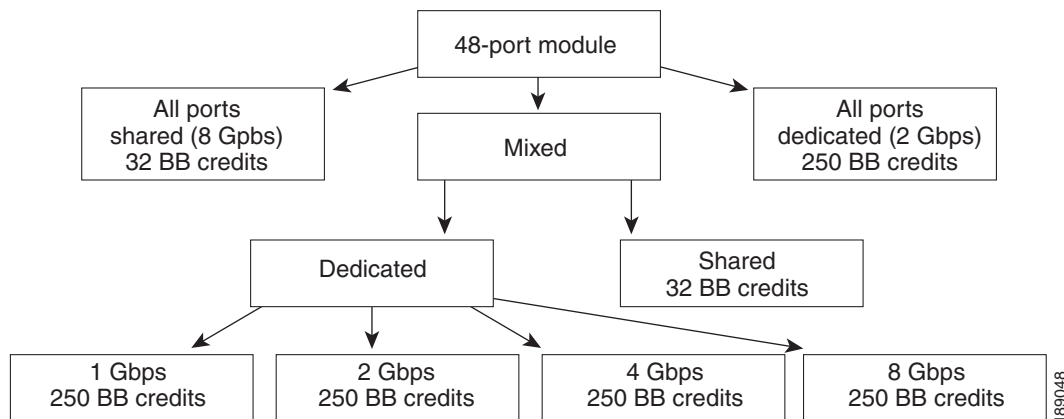 48-port module
All ports
shared (8 Gpbs)
32 BB credits
Mixed
All ports
dedicated (2 Gbps)
250 BB credits
Dedicated
Shared
32 BB credits
1 Gbps
250 BB credits
2 Gbps
250 BB credits
4 Gbps
250 BB credits
8 Gbps
250 BB credits